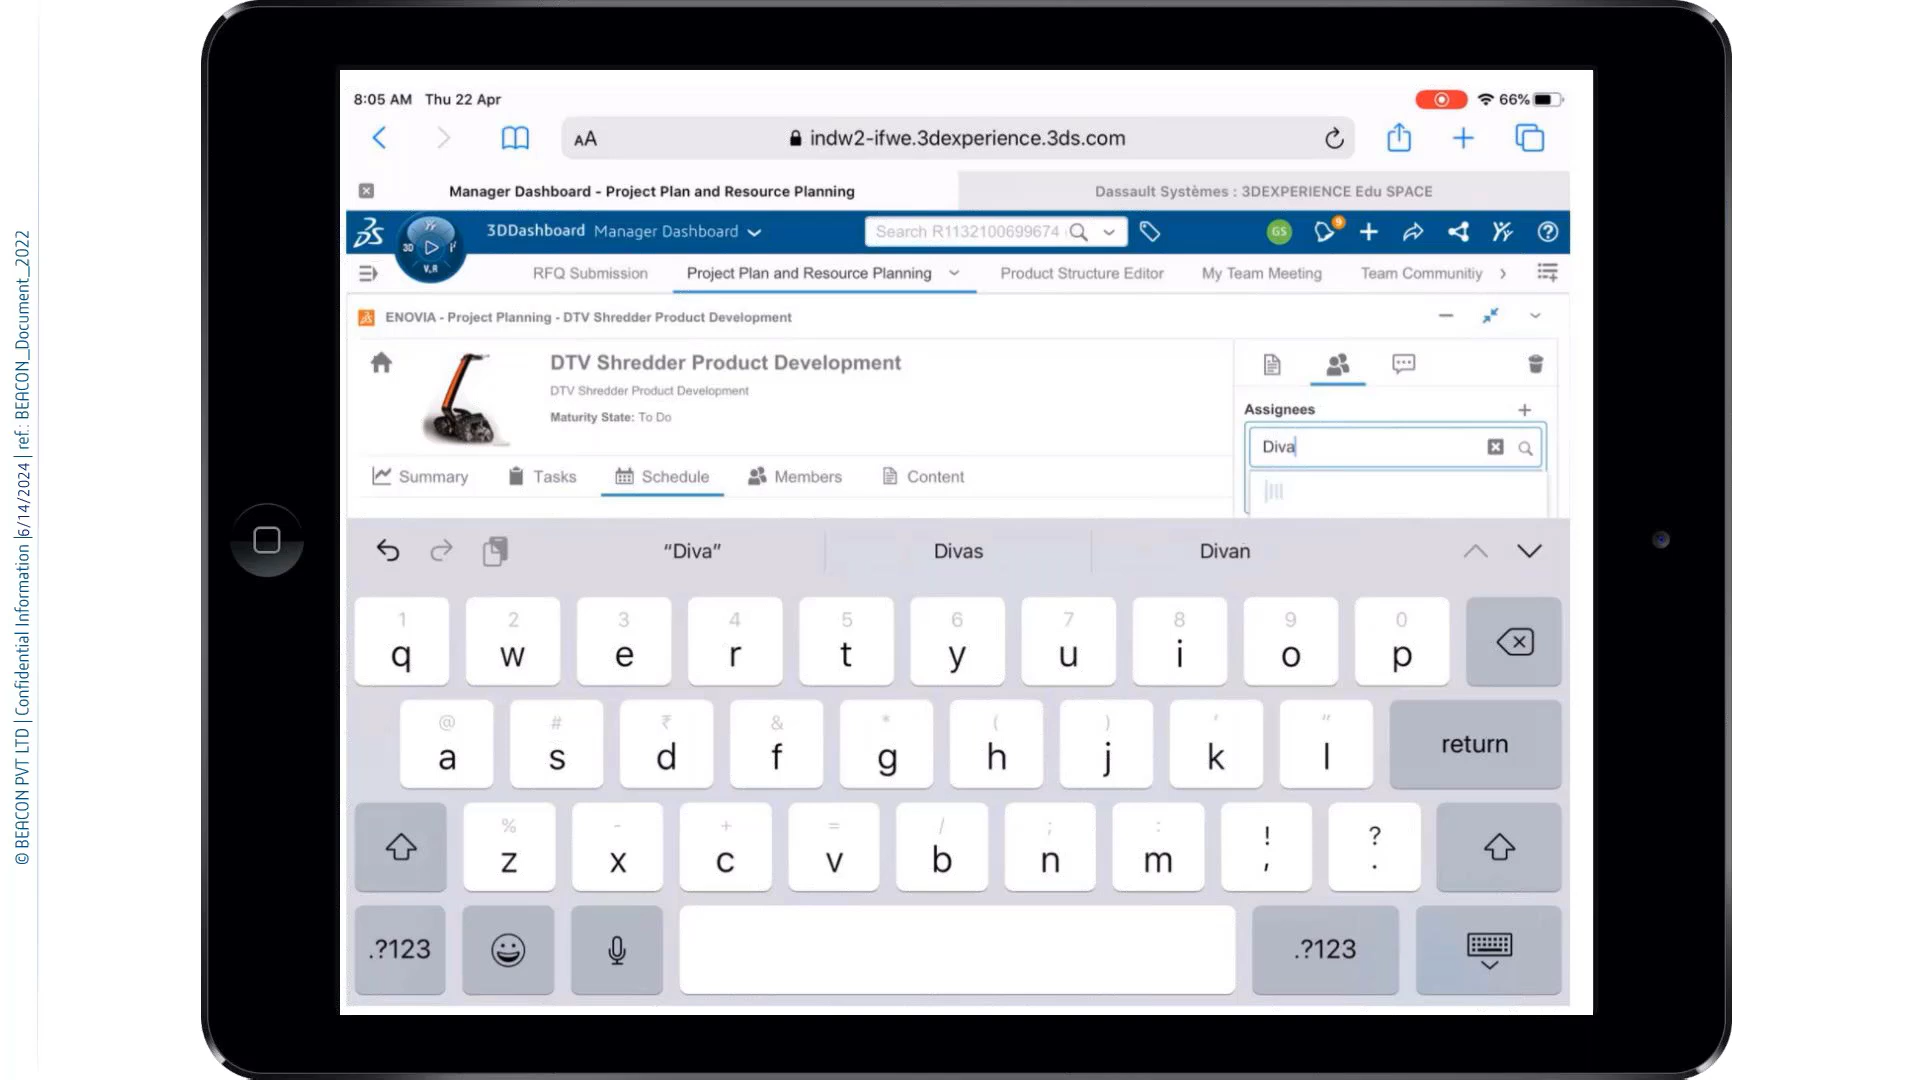 © BEACON PVT LTD | Confidential Information |6/14/2024 | ref.: BEACON_Document_2022
8:05 AM Thu 22 Apr
66%
AA
indw2-ifwe.3dexperience.3ds.com
Manager Dashboard - Project Plan and Resource Planning
Dassault Systèmes : 3DEXPERIENCE Edu SPACE
3DDashboard Manager Dashboard
Search R1132100699674
GS
9
3D
V,R
RFQ Submission
Project Plan and Resource Planning
Product Structure Editor
My Team Meeting
Team Communitiy
ENOVIA - Project Planning - DTV Shredder Product Development
DTV Shredder Product Development
DTV Shredder Product Development
Maturity State: To Do
Assignees
Diva
Summary
Tasks
Schedule
Members
Content
“Diva”
Divas
Divan
1 2 3 4 5 6 7 8 9 0
q w e r t y u i o p
@ # ₹ & * ( ) ' "
a s d f g h j k l
return
% - + = / ; : ! ?
z x c v b n m , .
.?123
.?123